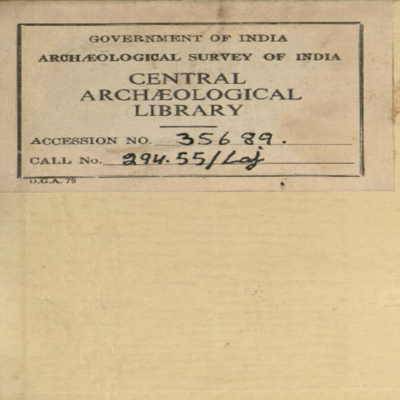 GOVERNMENT OF INDIA
ARCHÆOLOGICAL SURVEY OF INDIA
CENTRAL
ARCHÆOLOGICAL
LIBRARY
ACCESSION NO. 35689.
CALL No. 294.55/Laj
D.G.A. 79